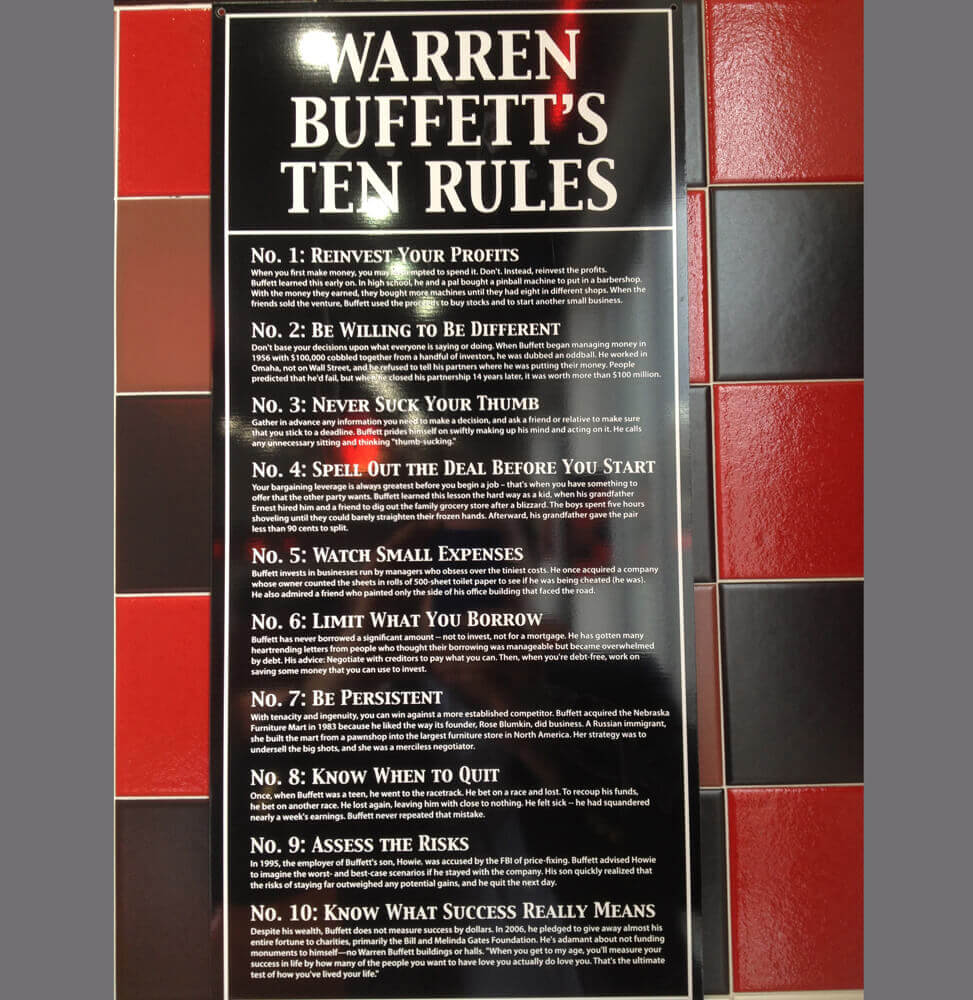 WARREN
BUFFETT'S
TEN RULES
No. 1: Reinvest Your Profits
When you first make money, you may be tempted to spend it. Don't. Instead, reinvest the profits.
Buffett learned this early on. In high school, he and a pal bought a pinball machine to put in a barbershop.
With the money they earned, they bought more machines until they had eight in different shops. When the
friends sold the venture, Buffett used the proceeds to buy stocks and to start another small business.
No. 2: Be Willing to Be Different
Don't base your decisions upon what everyone is saying or doing. When Buffett began managing money in
1956 with $100,000 cobbled together from a handful of investors, he was dubbed an oddball. He worked in
Omaha, not on Wall Street, and he refused to tell his partners where he was putting their money. People
predicted that he'd fail, but when he closed his partnership 14 years later, it was worth more than $100 million.
No. 3: Never Suck Your Thumb
Gather in advance any information you need to make a decision, and ask a friend or relative to make sure
that you stick to a deadline. Buffett prides himself on swiftly making up his mind and acting on it. He calls
any unnecessary sitting and thinking "thumb-sucking."
No. 4: Spell Out the Deal Before You Start
Your bargaining leverage is always greatest before you begin a job – that's when you have something to
offer that the other party wants. Buffett learned this lesson the hard way as a kid, when his grandfather
Ernest hired him and a friend to dig out the family grocery store after a blizzard. The boys spent five hours
shoveling until they could barely straighten their frozen hands. Afterward, his grandfather gave the pair
less than 90 cents to split.
No. 5: Watch Small Expenses
Buffett invests in businesses run by managers who obsess over the tiniest costs. He once acquired a company
whose owner counted the sheets in rolls of 500-sheet toilet paper to see if he was being cheated (he was).
He also admired a friend who painted only the side of his office building that faced the road.
No. 6: Limit What You Borrow
Buffett has never borrowed a significant amount -- not to invest, not for a mortgage. He has gotten many
heartrending letters from people who thought their borrowing was manageable but became overwhelmed
by debt. His advice: Negotiate with creditors to pay what you can. Then, when you're debt-free, work on
saving some money that you can use to invest.
No. 7: Be Persistent
With tenacity and ingenuity, you can win against a more established competitor. Buffett acquired the Nebraska
Furniture Mart in 1983 because he liked the way its founder, Rose Blumkin, did business. A Russian immigrant,
she built the mart from a pawnshop into the largest furniture store in North America. Her strategy was to
undersell the big shots, and she was a merciless negotiator.
No. 8: Know When to Quit
Once, when Buffett was a teen, he went to the racetrack. He bet on a race and lost. To recoup his funds,
he bet on another race. He lost again, leaving him with close to nothing. He felt sick -- he had squandered
nearly a week's earnings. Buffett never repeated that mistake.
No. 9: Assess the Risks
In 1995, the employer of Buffett's son, Howie, was accused by the FBI of price-fixing. Buffett advised Howie
to imagine the worst- and best-case scenarios if he stayed with the company. His son quickly realized that
the risks of staying far outweighed any potential gains, and he quit the next day.
No. 10: Know What Success Really Means
Despite his wealth, Buffett does not measure success by dollars. In 2006, he pledged to give away almost his
entire fortune to charities, primarily the Bill and Melinda Gates Foundation. He's adamant about not funding
monuments to himself—no Warren Buffett buildings or halls. "When you get to my age, you'll measure your
success in life by how many of the people you want to have love you actually do love you. That's the ultimate
test of how you've lived your life."